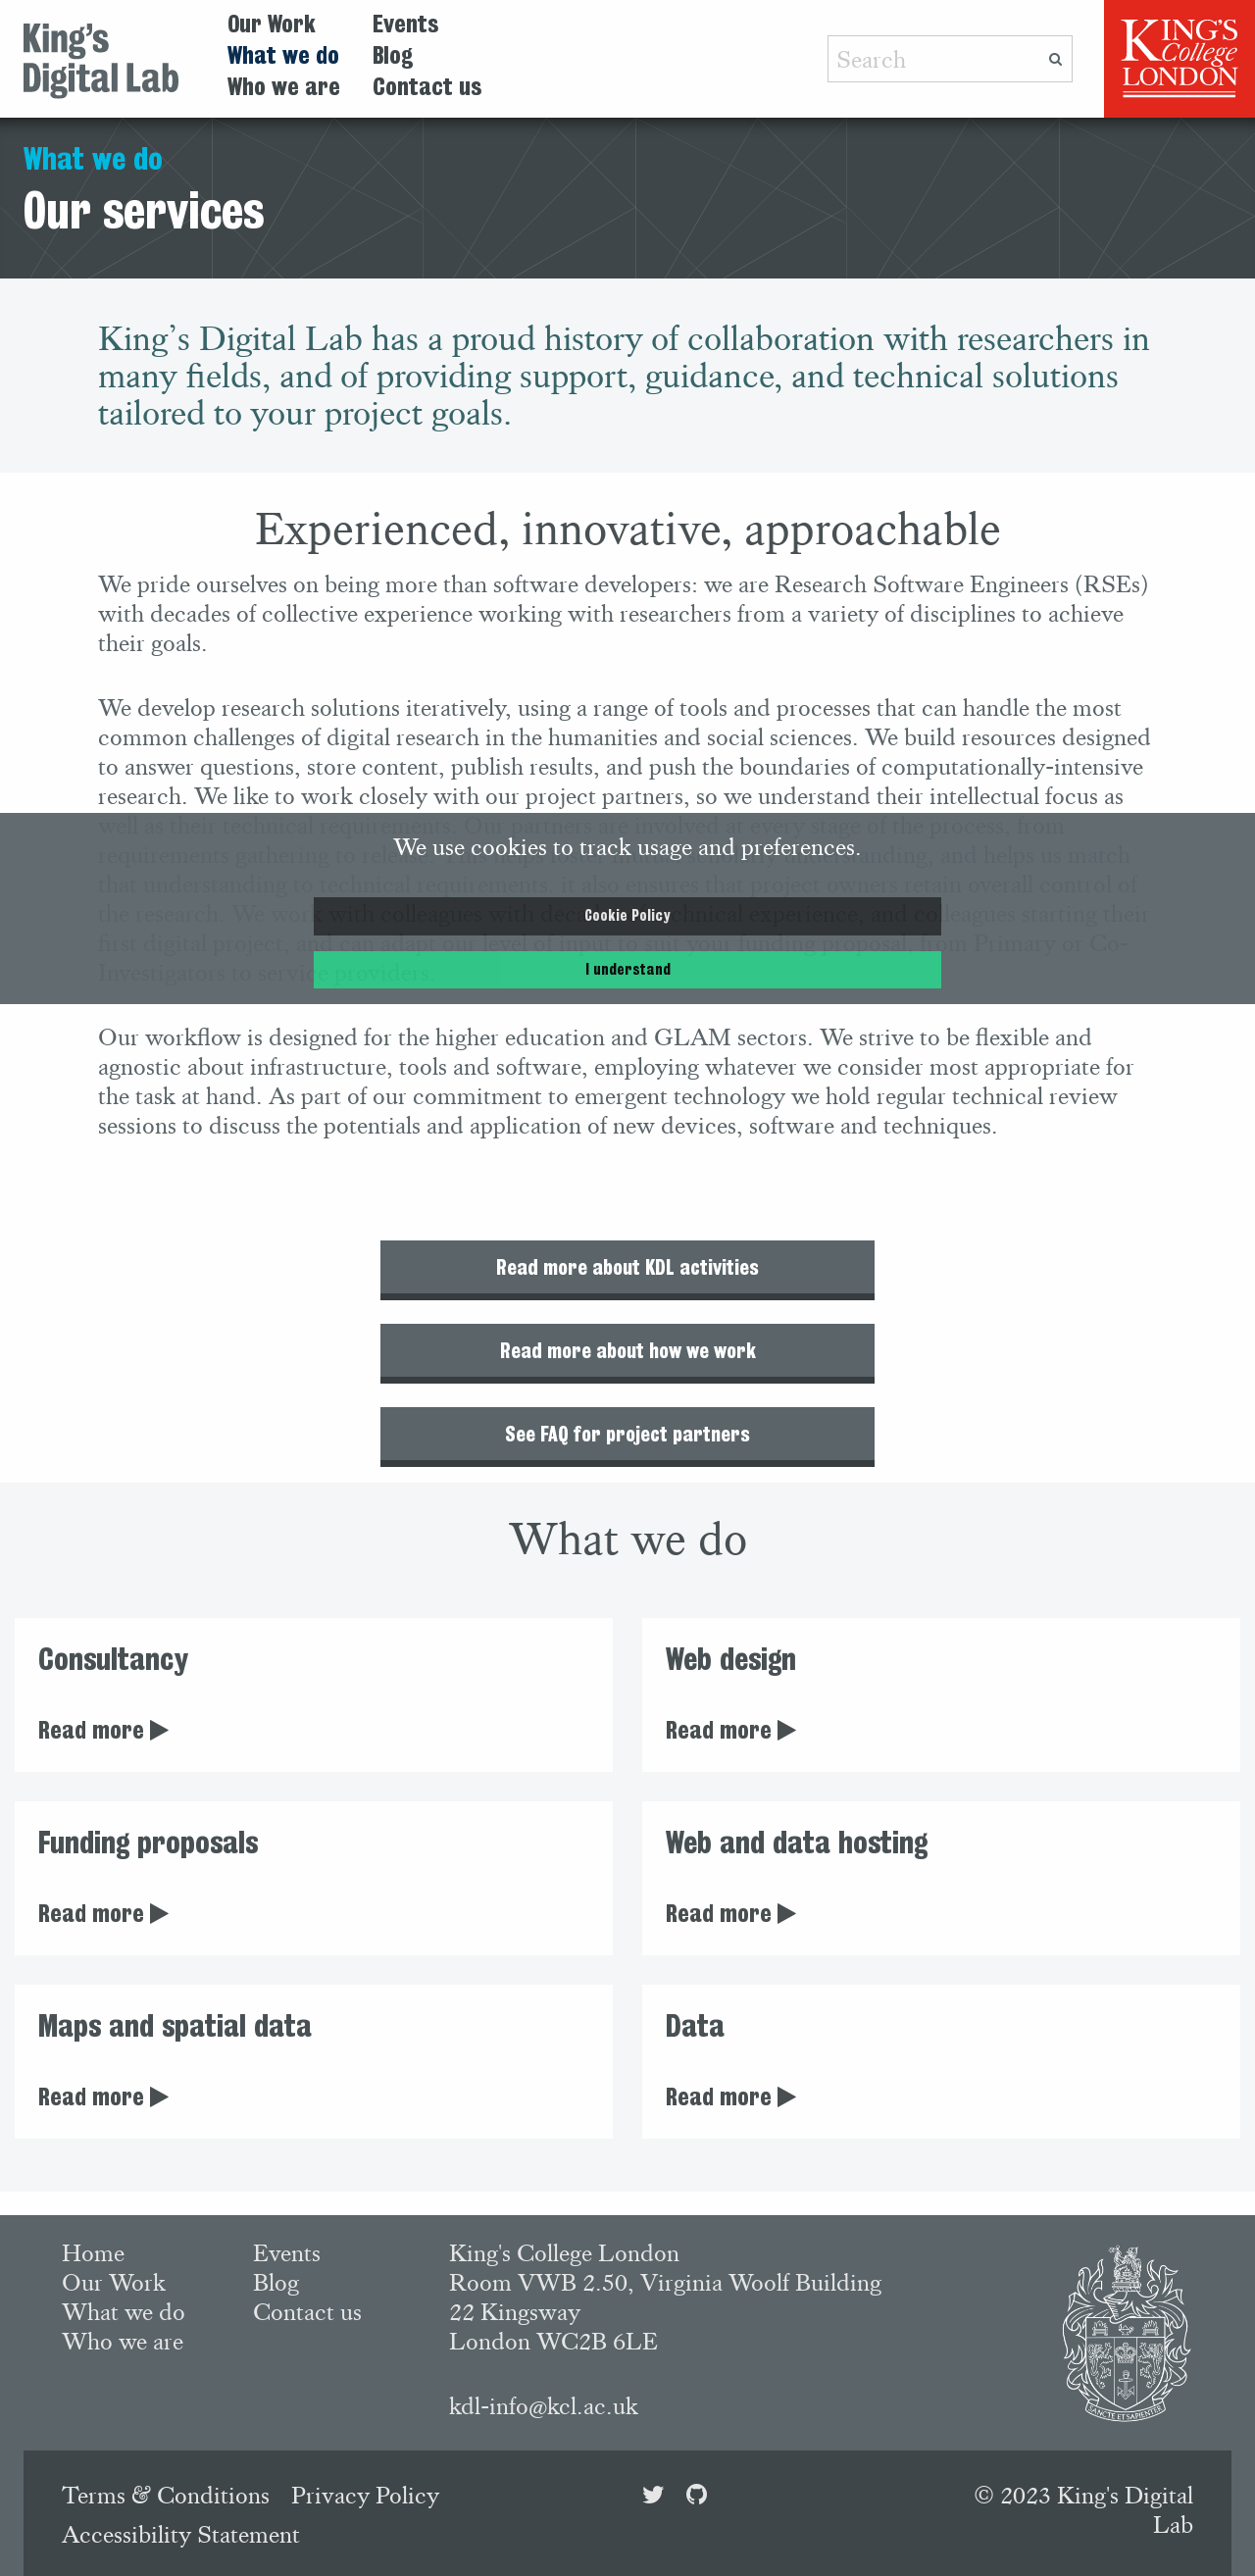 King's
Digital Lab
Our Work
What we do
Who we are
Events
Blog
Contact us
Search
KING'S
College
LONDON
What we do
Our services
King’s Digital Lab has a proud history of collaboration with researchers in
many fields, and of providing support, guidance, and technical solutions
tailored to your project goals.
Experienced, innovative, approachable
We pride ourselves on being more than software developers: we are Research Software Engineers (RSEs)
with decades of collective experience working with researchers from a variety of disciplines to achieve
their goals.
We develop research solutions iteratively, using a range of tools and processes that can handle the most
common challenges of digital research in the humanities and social sciences. We build resources designed
to answer questions, store content, publish results, and push the boundaries of computationally-intensive
research. We like to work closely with our project partners, so we understand their intellectual focus as
well as their technical requirements. Our partners are involved at every stage of the process, from
We use cookies to track usage and preferences.
requirements gathering to release. This helps foster understanding, and helps us match
that understanding to technical requirements. it also ensures that project owners retain overall control of
the research. We work with colleagues with technical experience, and colleagues starting their
Cookie Policy
first digital project, and can adapt our level of input to suit your funding proposal, from Primary or Co-
Investigators to service providers.
I understand
Our workflow is designed for the higher education and GLAM sectors. We strive to be flexible and
agnostic about infrastructure, tools and software, employing whatever we consider most appropriate for
the task at hand. As part of our commitment to emergent technology we hold regular technical review
sessions to discuss the potentials and application of new devices, software and techniques.
Read more about KDL activities
Read more about how we work
See FAQ for project partners
What we do
Consultancy
Read more
Web design
Read more
Funding proposals
Read more
Web and data hosting
Read more
Maps and spatial data
Read more
Data
Read more
Home
Our Work
What we do
Who we are
Events
Blog
Contact us
King's College London
Room VWB 2.50, Virginia Woolf Building
22 Kingsway
London WC2B 6LE
kdl-info@kcl.ac.uk
SANCTE ET SAPIENTER
Terms & Conditions Privacy Policy
Accessibility Statement
© 2023 King's Digital
Lab